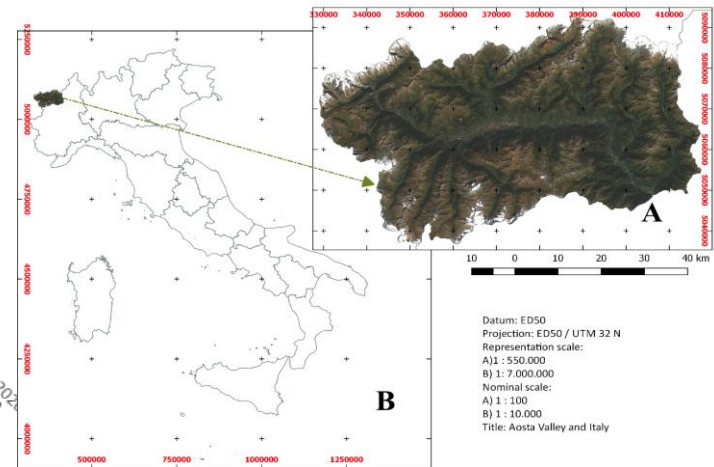 330000 340000 350000 360000 370000 380000 390000 400000 410000
5090000
5080000
5070000
5060000
5050000
5040000
A
10 0 10 20 30 40 km
5250000
5000000
4750000
4500000
4250000
4000000
B
500000 750000 1000000 1250000
Datum: ED50
Projection: ED50 / UTM 32 N
Representation scale:
A)1 : 550.000
B) 1: 7.000.000
Nominal scale:
A) 1 : 100
B) 1 : 10.000
Title: Aosta Valley and Italy